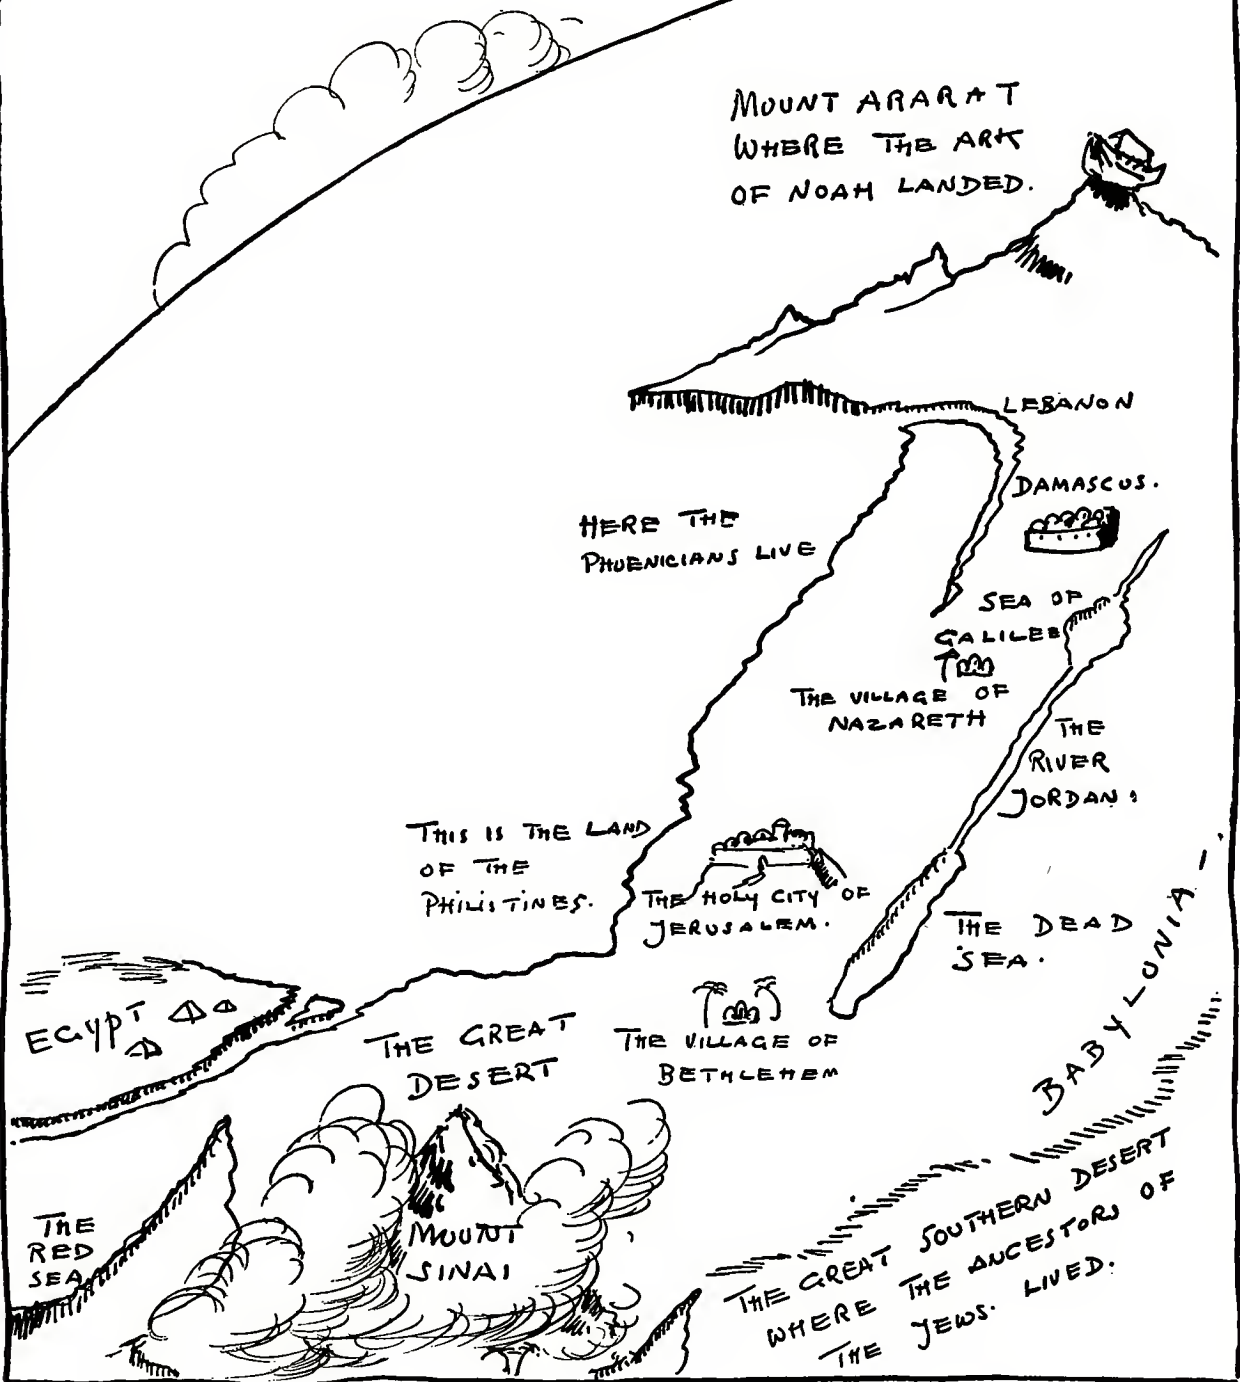 MOUNT ARARAT
WHERE THE ARK
OF NOAH LANDED.
LEBANON
DAMASCUS.
HERE THE
PHOENICIANS LIVE
SEA OF
GALILEE
THE VILLAGE OF
NAZARETH
THE
RIVER
JORDAN:
THIS IS THE LAND
OF THE
PHILISTINES.
THE HOLY CITY OF
JERUSALEM.
THE DEAD
SEA.
BABYLONIA
EGYPT
THE GREAT
DESERT
THE VILLAGE OF
BETHLEHEM
THE
RED
SEA
MOUNT
SINAI
THE GREAT SOUTHERN DESERT
WHERE THE ANCESTORS OF
THE JEWS. LIVED.